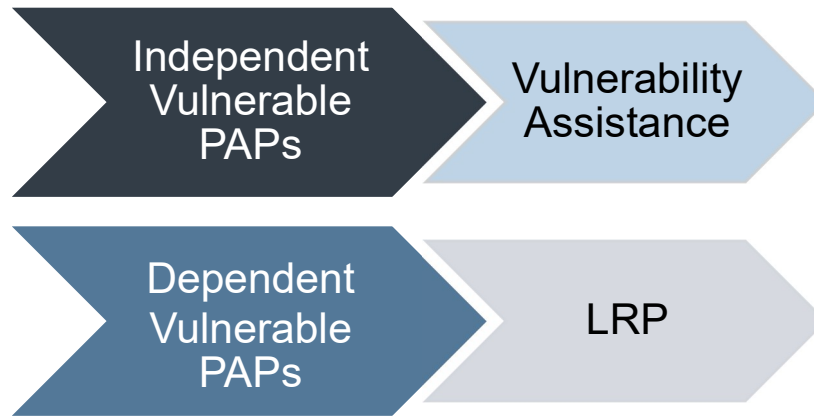 Independent
Vulnerable
PAPs
Vulnerability
Assistance
Dependent
Vulnerable
PAPs
LRP